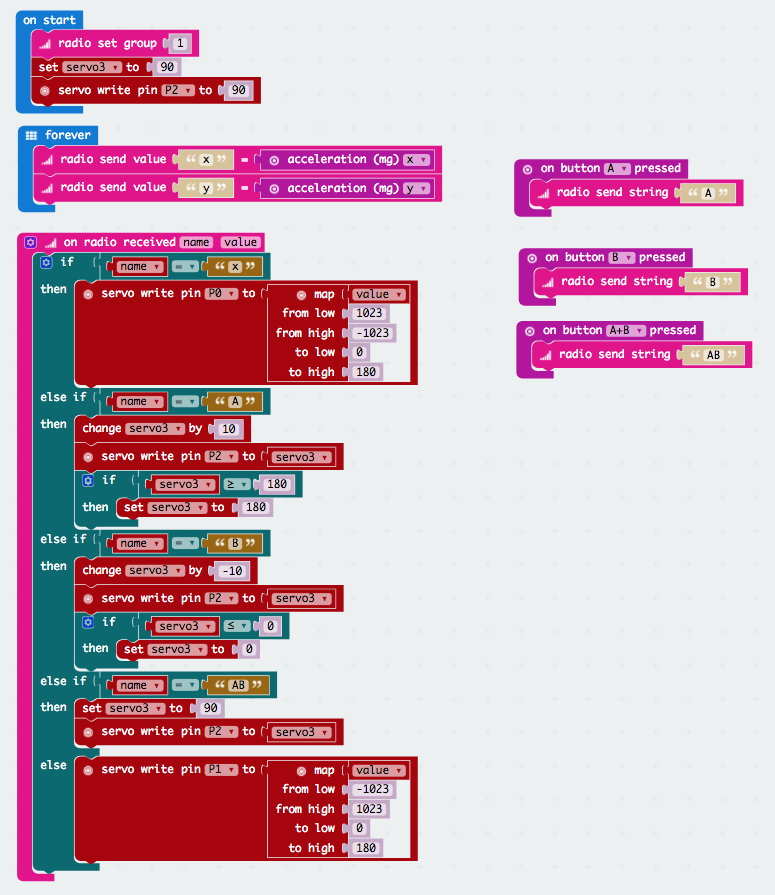 on start
radio set group 1
set servo3 to 90
servo write pin P2 to 90
forever
radio send value “ x ” = acceleration (mg) x
radio send value “ y ” = acceleration (mg) y
on button A pressed
radio send string “ A ”
on button B pressed
radio send string “ B ”
on button A+B pressed
radio send string “ AB ”
on radio received name value
if name = “ x ”
then servo write pin P0 to map value
from low 1023
from high -1023
to low 0
to high 180
else if name = “ A ”
then change servo3 by 10
servo write pin P2 to servo3
if servo3 ≥ 180
then set servo3 to 180
else if name = “ B ”
then change servo3 by -10
servo write pin P2 to servo3
if servo3 ≤ 0
then set servo3 to 0
else if name = “ AB ”
then set servo3 to 90
servo write pin P2 to servo3
else servo write pin P1 to map value
from low -1023
from high 1023
to low 0
to high 180